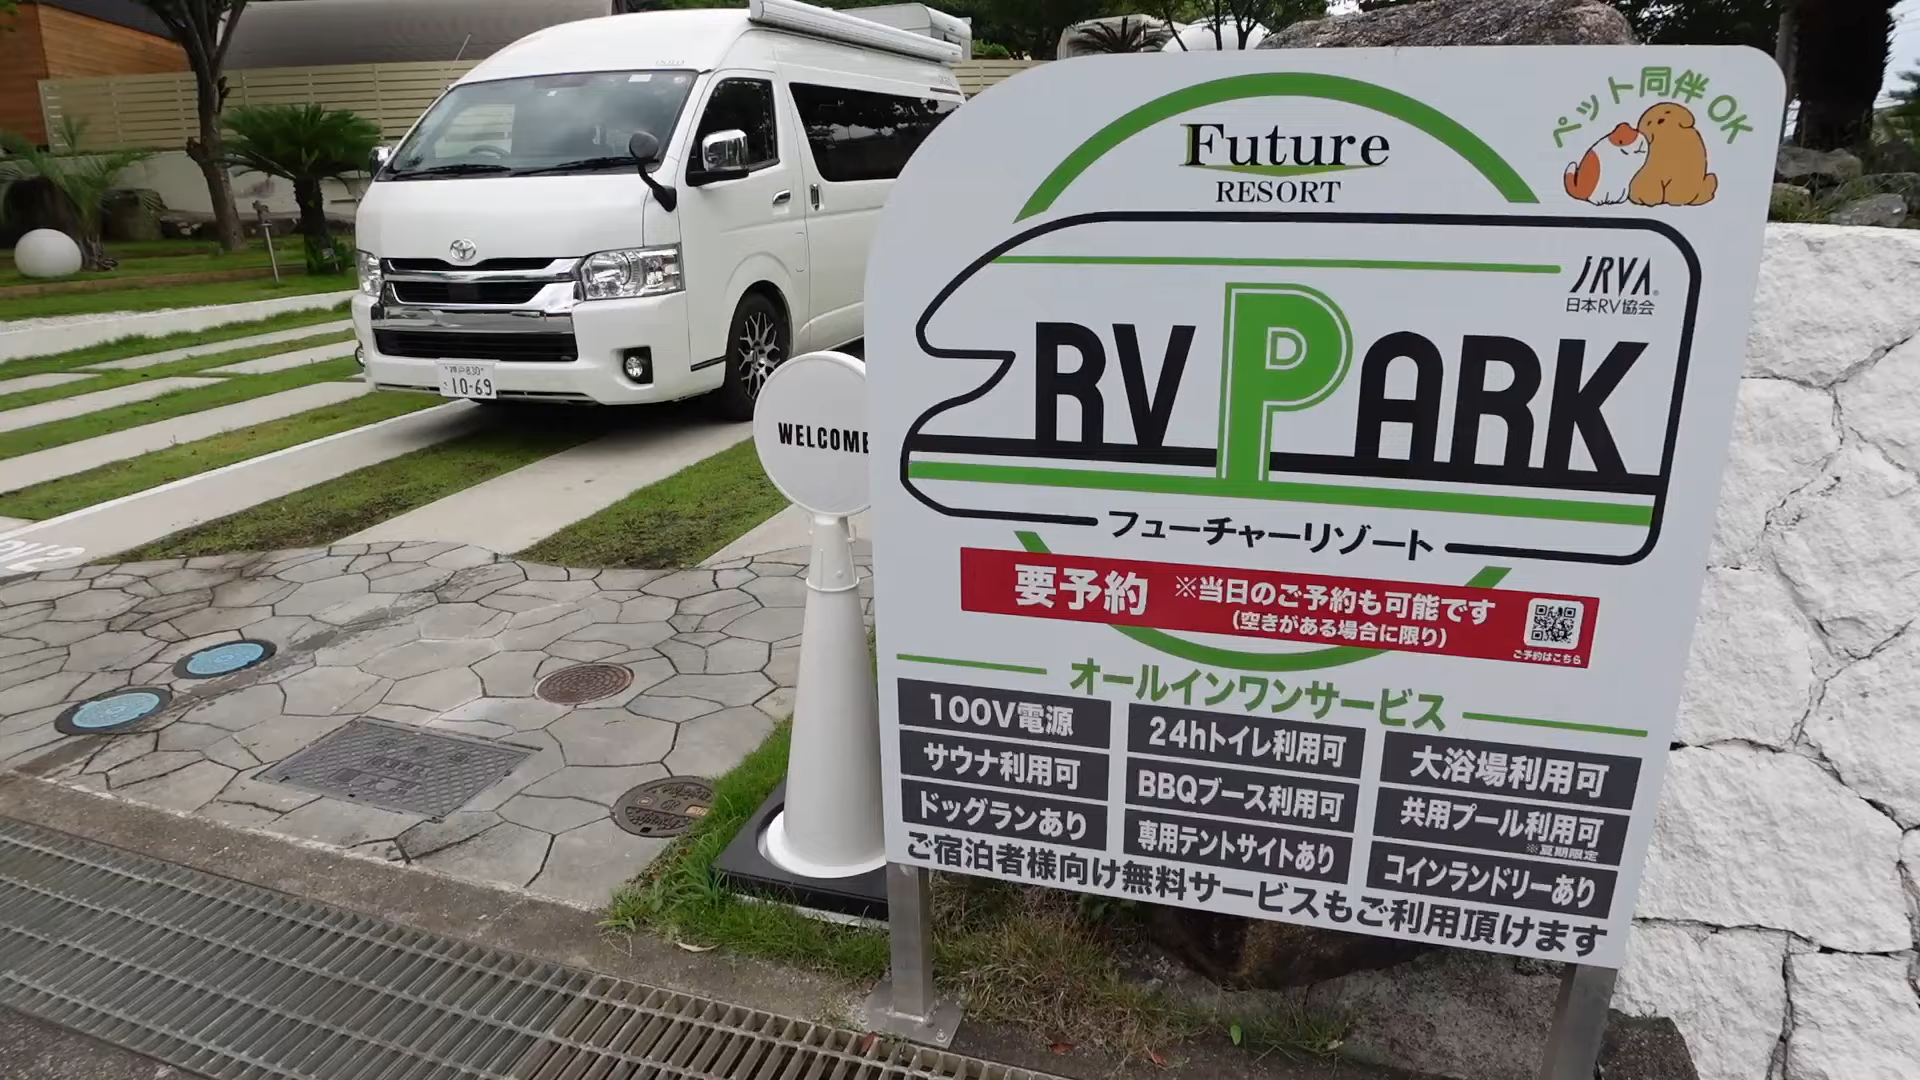 ペット同伴OK
Future
RESORT
JRVA
日本RV協会
RV PARK
フューチャーリゾート
要予約 ※当日のご予約も可能です
(空きがある場合に限り)
ご予約はこちら
オールインワンサービス
100V電源 24hトイレ利用可 大浴場利用可
サウナ利用可 BBQブース利用可 共用プール利用可
※夏期限定
ドッグランあり 専用テントサイトあり コインランドリーあり
ご宿泊者様向け無料サービスもご利用頂けます
WELCOME
神戸 830
10-69